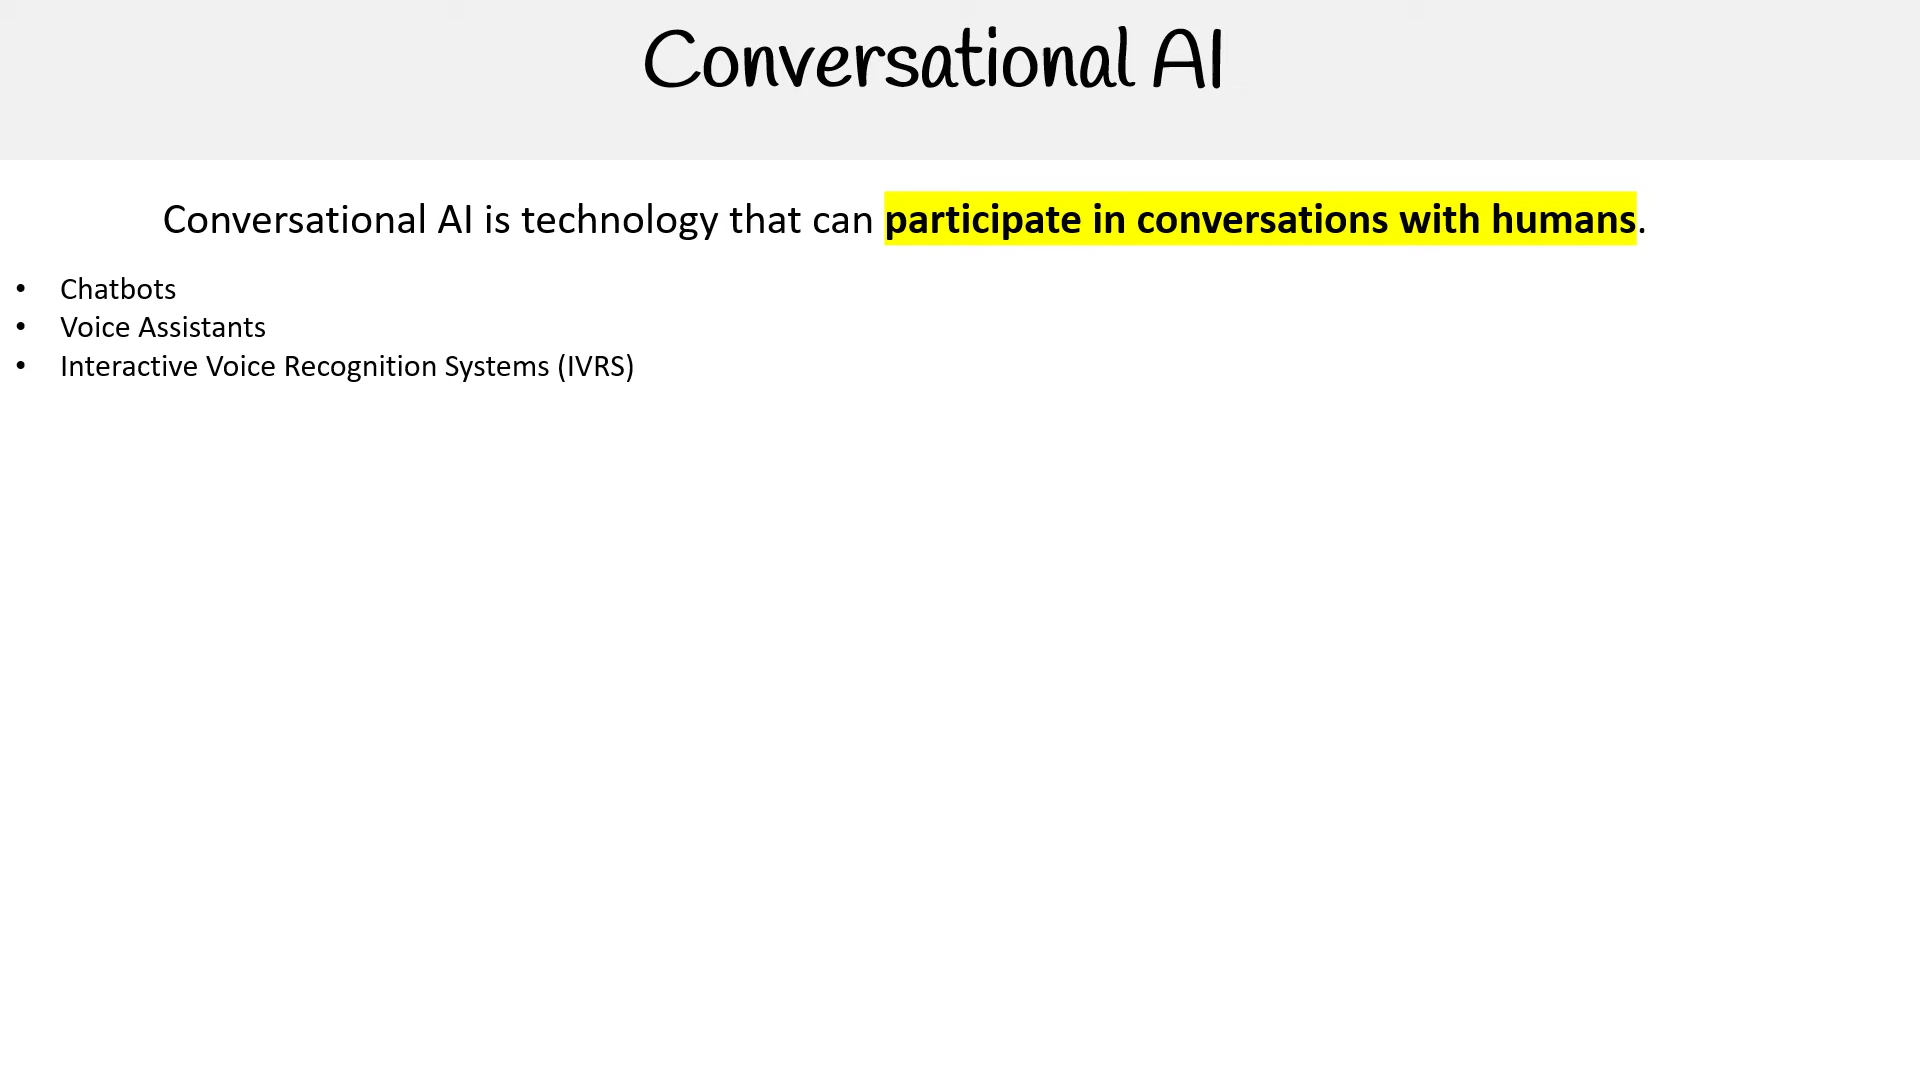 Conversational AI
Conversational AI is technology that can participate in conversations with humans.
• Chatbots
• Voice Assistants
• Interactive Voice Recognition Systems (IVRS)